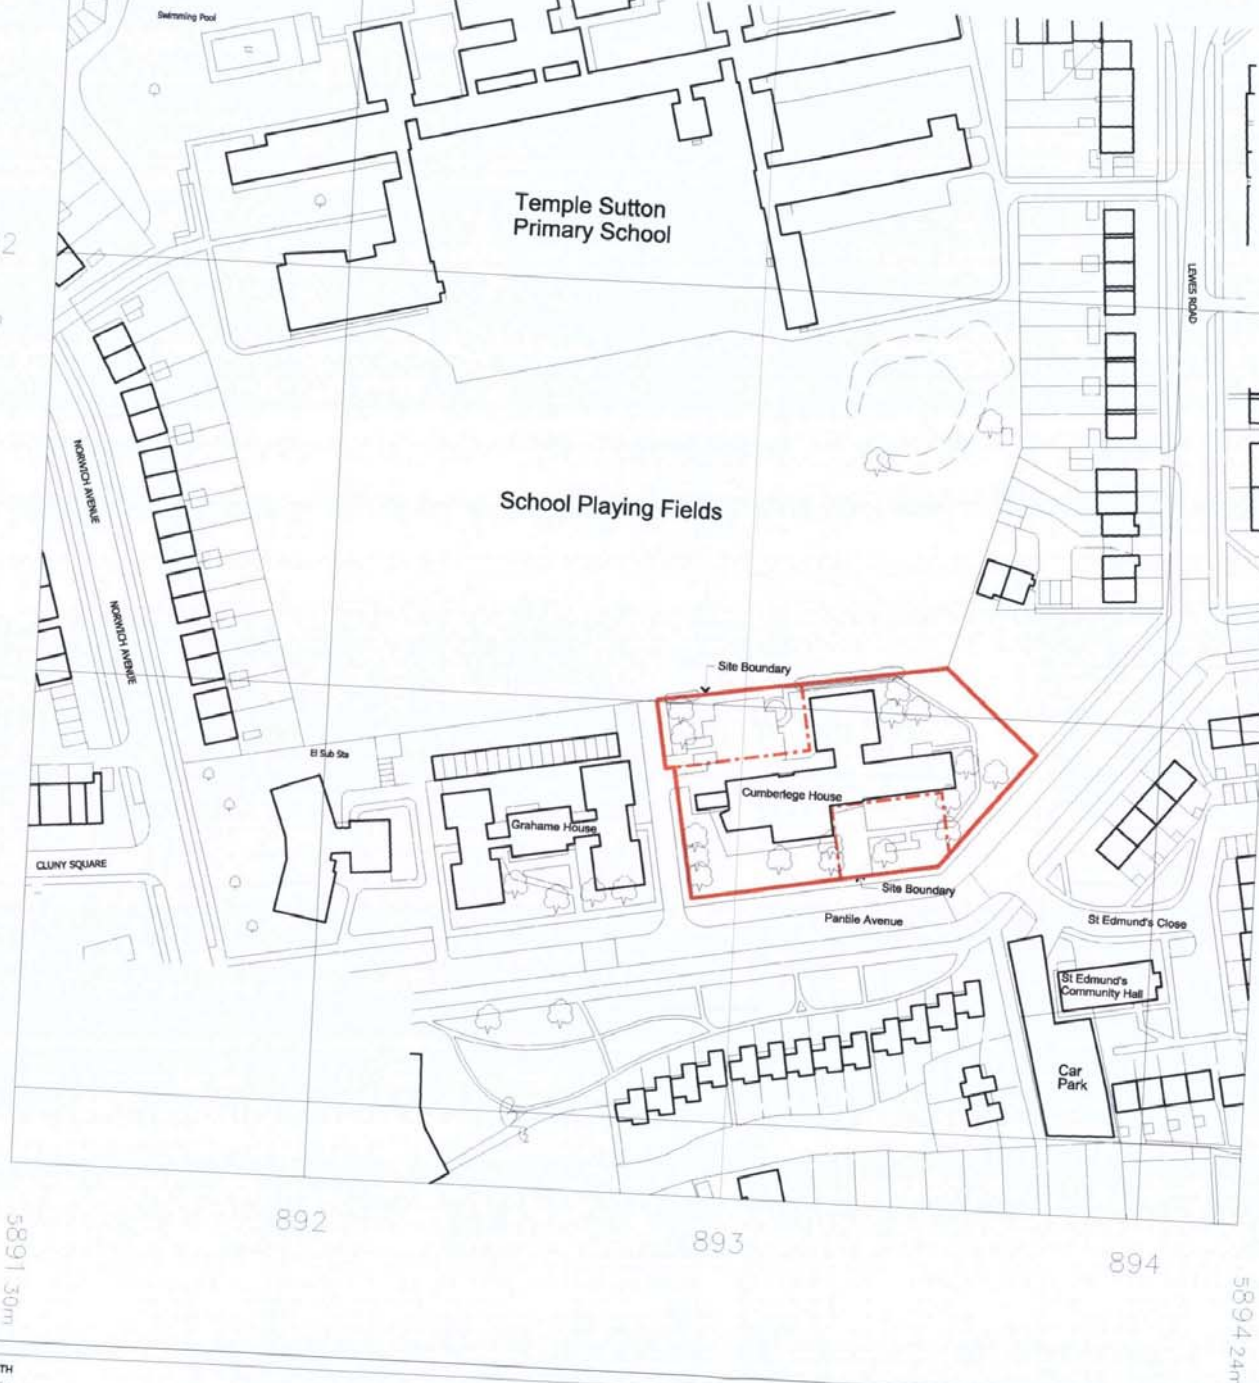 Swimming Pool
Temple Sutton
Primary School
2
LEWES ROAD
NORWICH AVENUE
School Playing Fields
NORWICH AVENUE
Site Boundary
El Sub Sta
Cumberlege House
Grahame House
CLUNY SQUARE
Site Boundary
Pantile Avenue
St Edmund's Close
St Edmund's
Community Hall
Car
Park
892
893
894
5891.30m
5894.24m
TH